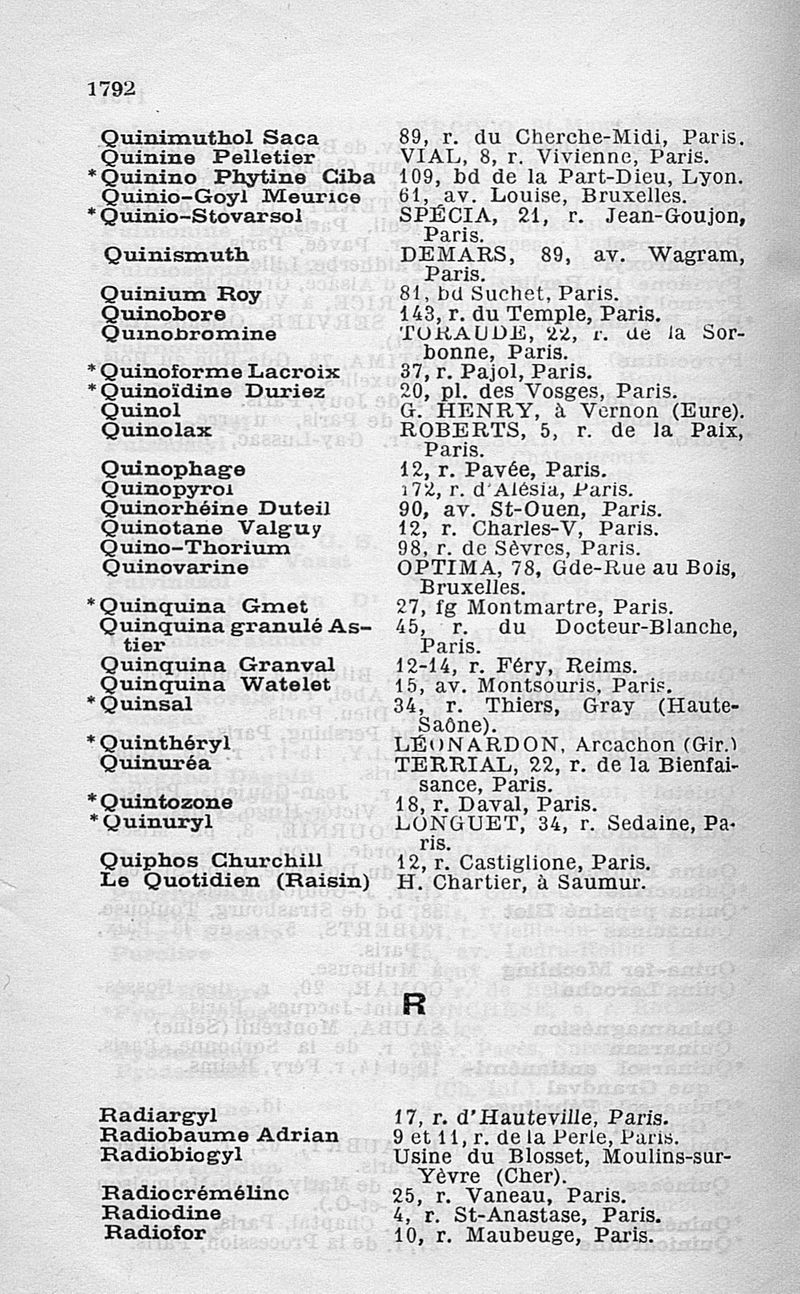 1792
Quinimuthol Saca 89, r. du Cherche-Midi, Paris.
Quinine Pelletier VIAL, 8, r. Vivienne, Paris.
*Quinino Phytine Ciba 109, bd de la Part-Dieu, Lyon.
Quinio-Goyl Meurice 61, av. Louise, Bruxelles.
*Quinio-Stovarsol SPÉCIA, 21, r. Jean-Goujon,
Paris.
Quinismuth DEMARS, 89, av. Wagram,
Paris.
Quinium Roy 81, bd Suchet, Paris.
Quinobore 143, r. du Temple, Paris.
Quinobromine TORAUDE, 22, r. de la Sor-
bonne, Paris.
*Quinoforme Lacroix 37, r. Pajol, Paris.
*Quinoïdine Duriez 20, pl. des Vosges, Paris.
Quinol G. HENRY, à Vernon (Eure).
Quinolax ROBERTS, 5, r. de la Paix,
Paris.
Quinophage 12, r. Pavée, Paris.
Quinopyrol 172, r. d'Alésia, Paris.
Quinorhéine Duteil 90, av. St-Ouen, Paris.
Quinotane Valguy 12, r. Charles-V, Paris.
Quino-Thorium 98, r. de Sèvres, Paris.
Quinovarine OPTIMA, 78, Gde-Rue au Bois,
Bruxelles.
*Quinquina Gmet 27, fg Montmartre, Paris.
Quinquina granulé As- 45, r. du Docteur-Blanche,
tier Paris.
Quinquina Granval 12-14, r. Féry, Reims.
Quinquina Watelet 15, av. Montsouris, Paris.
*Quinsal 34, r. Thiers, Gray (Haute-
Saône).
*Quinthéryl LÉONARDON, Arcachon (Gir.)
Quinuréa TERRIAL, 22, r. de la Bienfai-
sance, Paris.
*Quintozone 18, r. Daval, Paris.
*Quinuryl LONGUET, 34, r. Sedaine, Pa-
ris.
Quiphos Churchill 12, r. Castiglione, Paris.
Le Quotidien (Raisin) H. Chartier, à Saumur.
R
Radiargyl 17, r. d'Hauteville, Paris.
Radiobaume Adrian 9 et 11, r. de la Perle, Paris.
Radiobiogyl Usine du Blosset, Moulins-sur-
Yèvre (Cher).
Radiocréméline 25, r. Vaneau, Paris.
Radiodine 4, r. St-Anastase, Paris.
Radiofor 10, r. Maubeuge, Paris.